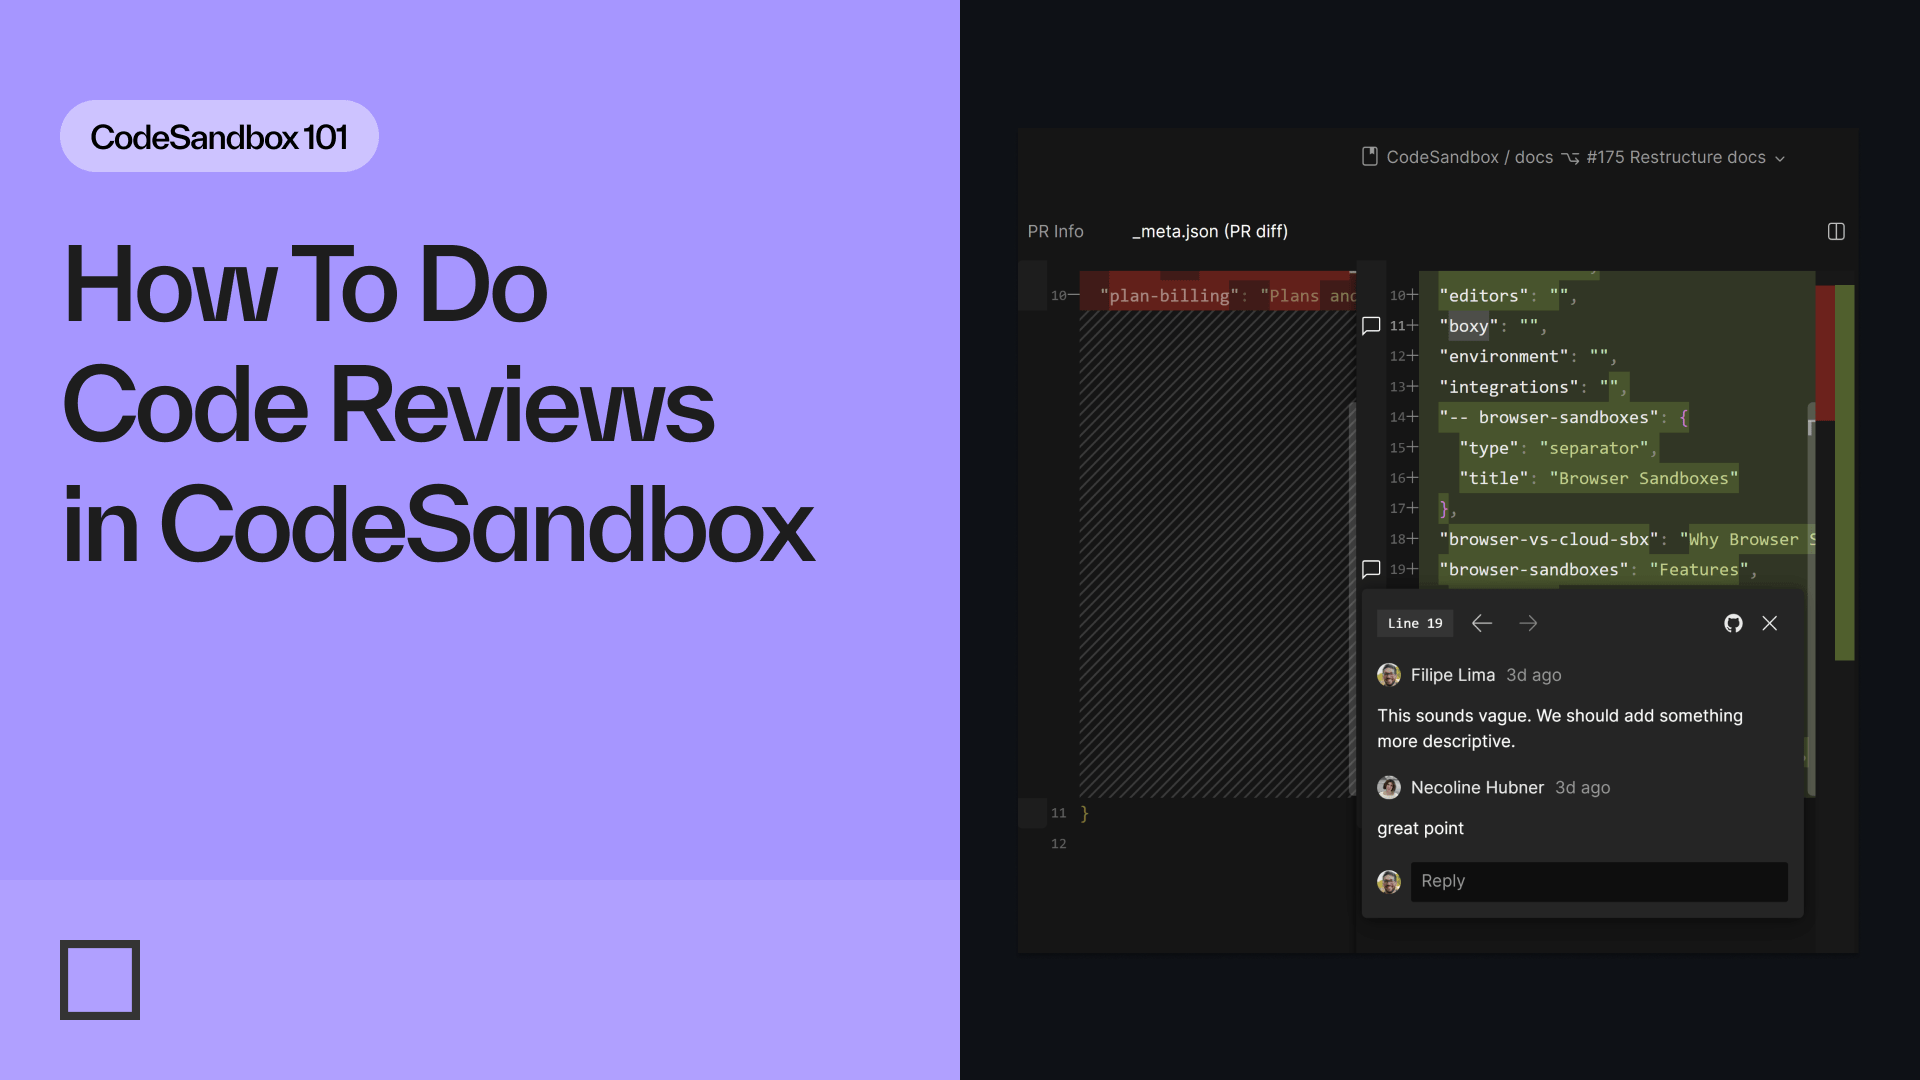 CodeSandbox 101
How To Do
Code Reviews
in CodeSandbox
CodeSandbox / docs #175 Restructure docs
PR Info _meta.json (PR diff)
10 "plan-billing": "Plans and
11 }
12
10+ "editors": "",
11+ "boxy": "",
12+ "environment": "",
13+ "integrations": "",
14+ "-- browser-sandboxes": {
15+ "type": "separator",
16+ "title": "Browser Sandboxes"
17+ },
18+ "browser-vs-cloud-sbx": "Why Browser S
19+ "browser-sandboxes": "Features",
Line 19
Filipe Lima 3d ago
This sounds vague. We should add something
more descriptive.
Necoline Hubner 3d ago
great point
Reply